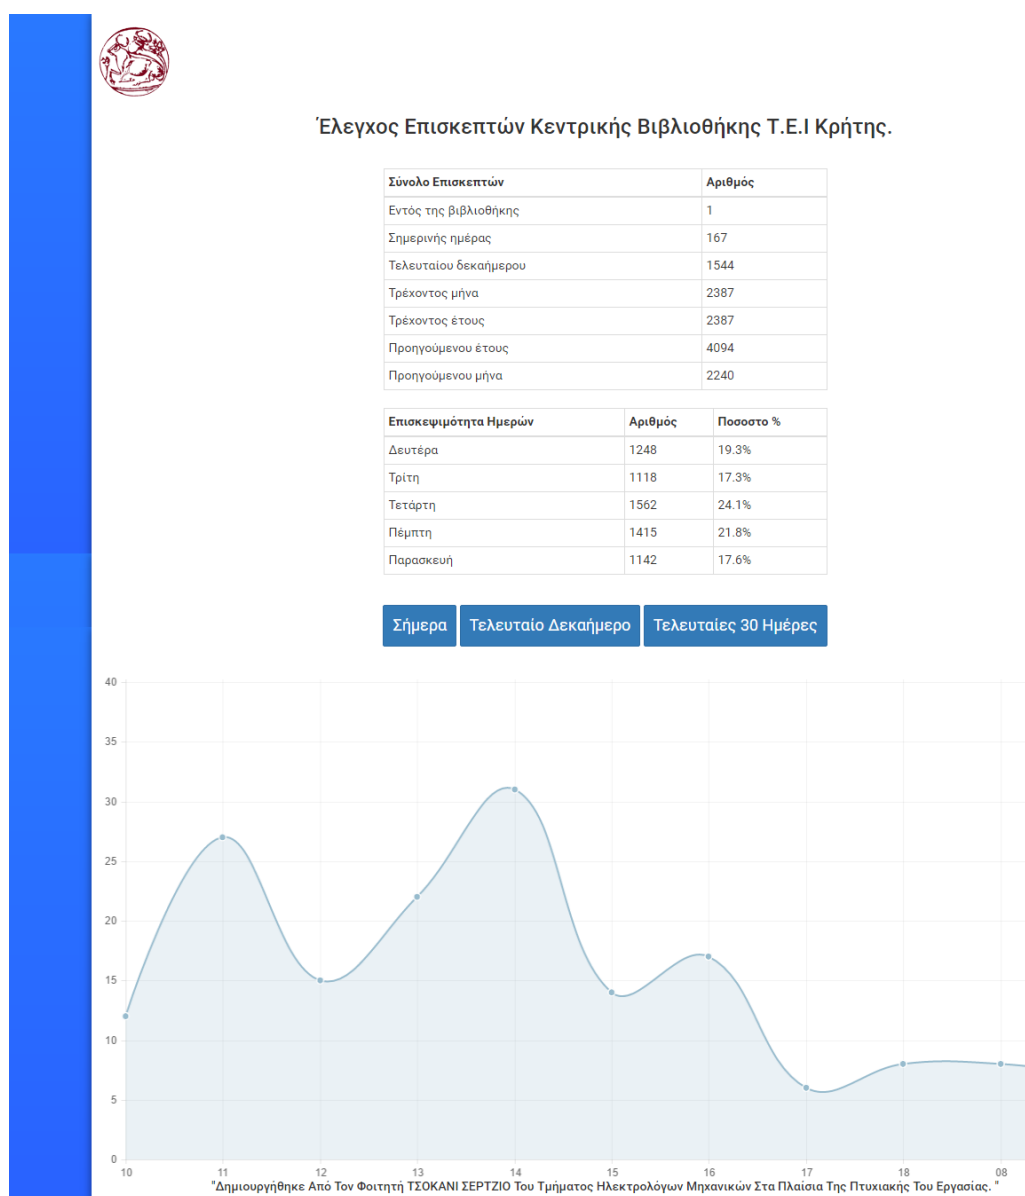 Έλεγχος Επισκεπτών Κεντρικής Βιβλιοθήκης Τ.Ε.Ι Κρήτης.
Σύνολο Επισκεπτών Αριθμός
Εντός της βιβλιοθήκης 1
Σημερινής ημέρας 167
Τελευταίου δεκαήμερου 1544
Τρέχοντος μήνα 2387
Τρέχοντος έτους 2387
Προηγούμενου έτους 4094
Προηγούμενου μήνα 2240
Επισκεψιμότητα Ημερών Αριθμός Ποσοστο %
Δευτέρα 1248 19.3%
Τρίτη 1118 17.3%
Τετάρτη 1562 24.1%
Πέμπτη 1415 21.8%
Παρασκευή 1142 17.6%
Σήμερα Τελευταίο Δεκαήμερο Τελευταίες 30 Ημέρες
40
35
30
25
20
15
10
5
0
10 11 12 13 14 15 16 17 18 08
"Δημιουργήθηκε Από Τον Φοιτητή ΤΣΟΚΑΝΙ ΣΕΡΤΖΙΟ Του Τμήματος Ηλεκτρολόγων Μηχανικών Στα Πλαίσια Της Πτυχιακής Του Εργασίας. "